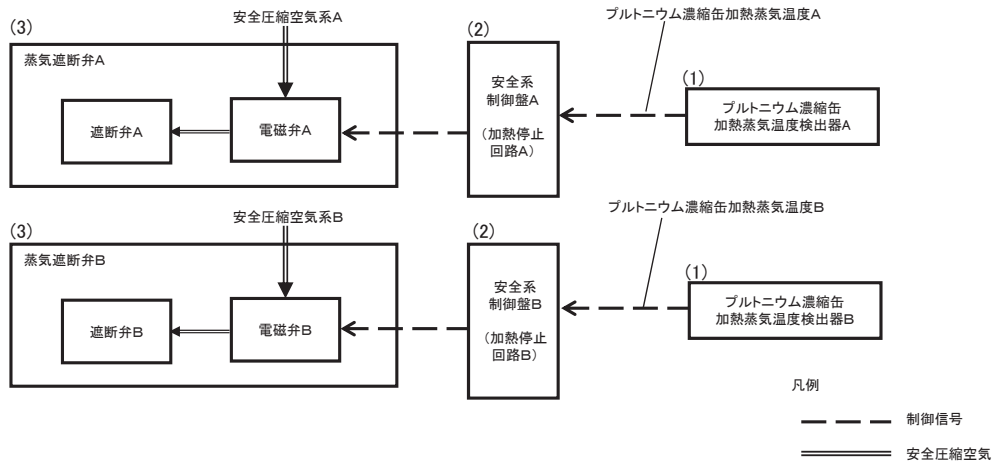 安全圧縮空気系A
プルトニウム濃縮缶加熱蒸気温度A
(3)
(2)
(1)
蒸気遮断弁A
遮断弁A
電磁弁A
安全系
制御盤A
(加熱停止
回路A)
プルトニウム濃縮缶
加熱蒸気温度検出器A
安全圧縮空気系B
プルトニウム濃縮缶加熱蒸気温度B
(3)
(2)
(1)
蒸気遮断弁B
遮断弁B
電磁弁B
安全系
制御盤B
(加熱停止
回路B)
プルトニウム濃縮缶
加熱蒸気温度検出器B
凡例
制御信号
安全圧縮空気